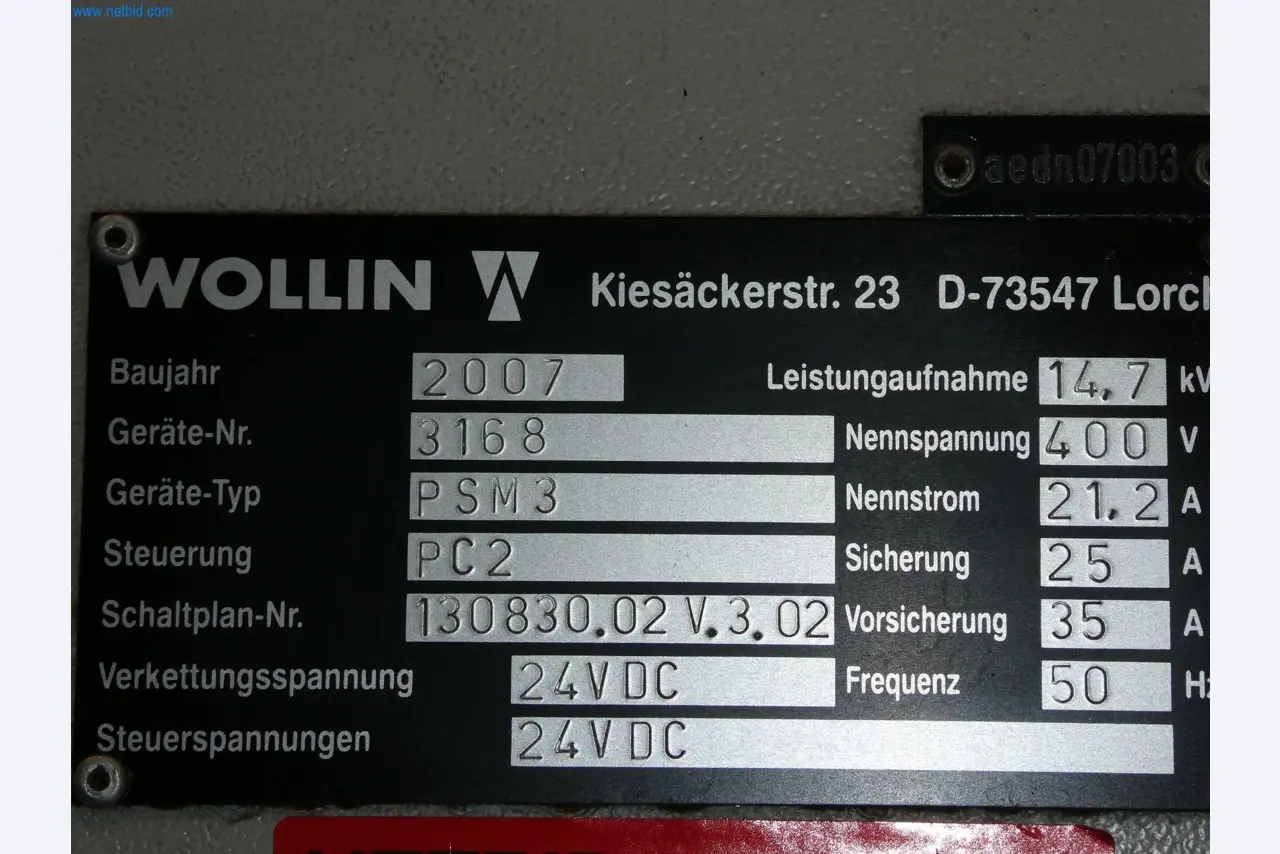 www.netbid.com
aedn07003
WOLLIN Kiesäckerstr. 23 D-73547 Lorch
Baujahr 2007 Leistungaufnahme 14,7 kV
Geräte-Nr. 3168 Nennspannung 400 V
Geräte-Typ PSM3 Nennstrom 21,2 A
Steuerung PC2 Sicherung 25 A
Schaltplan-Nr. 130830.02 V.3.02 Vorsicherung 35 A
Verkettungsspannung 24VDC Frequenz 50 Hz
Steuerspannungen 24VDC